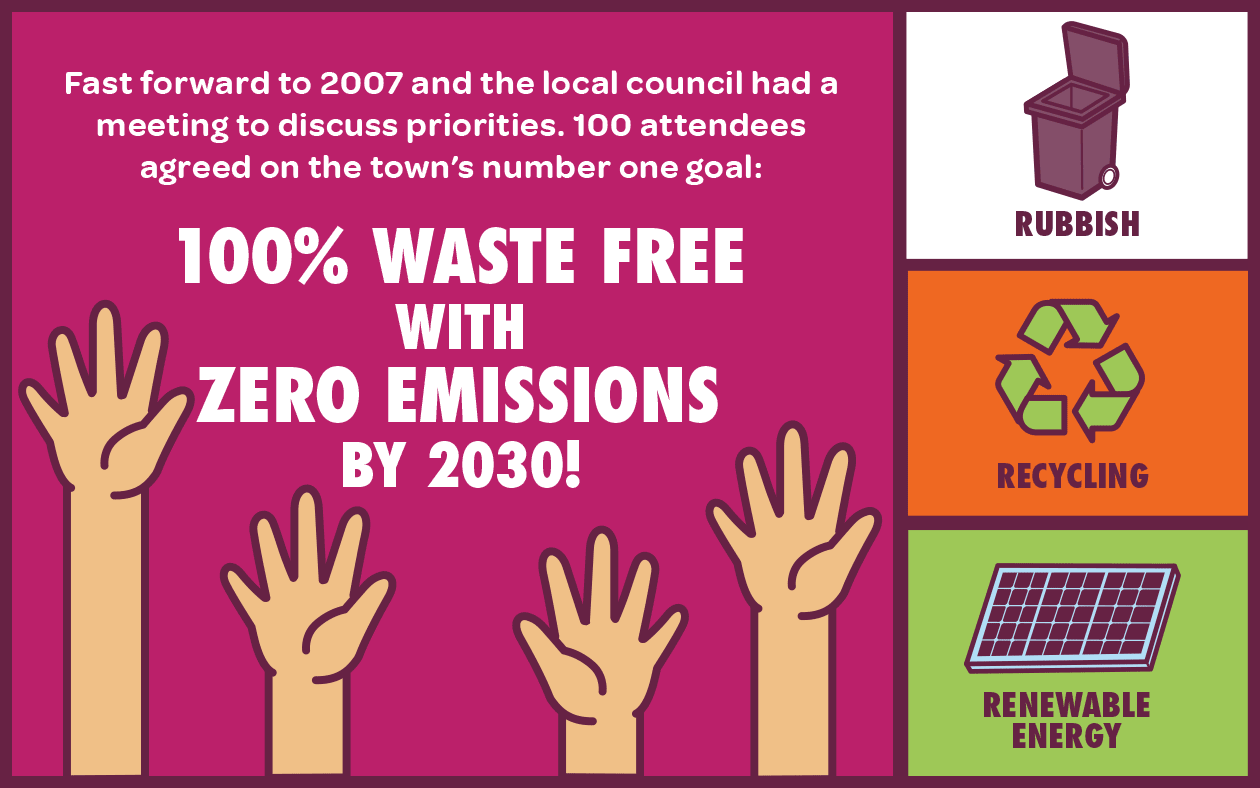 Fast forward to 2007 and the local council had a
meeting to discuss priorities. 100 attendees
agreed on the town's number one goal:
100% WASTE FREE
WITH
ZERO EMISSIONS
BY 2030!
RUBBISH
RECYCLING
RENEWABLE
ENERGY